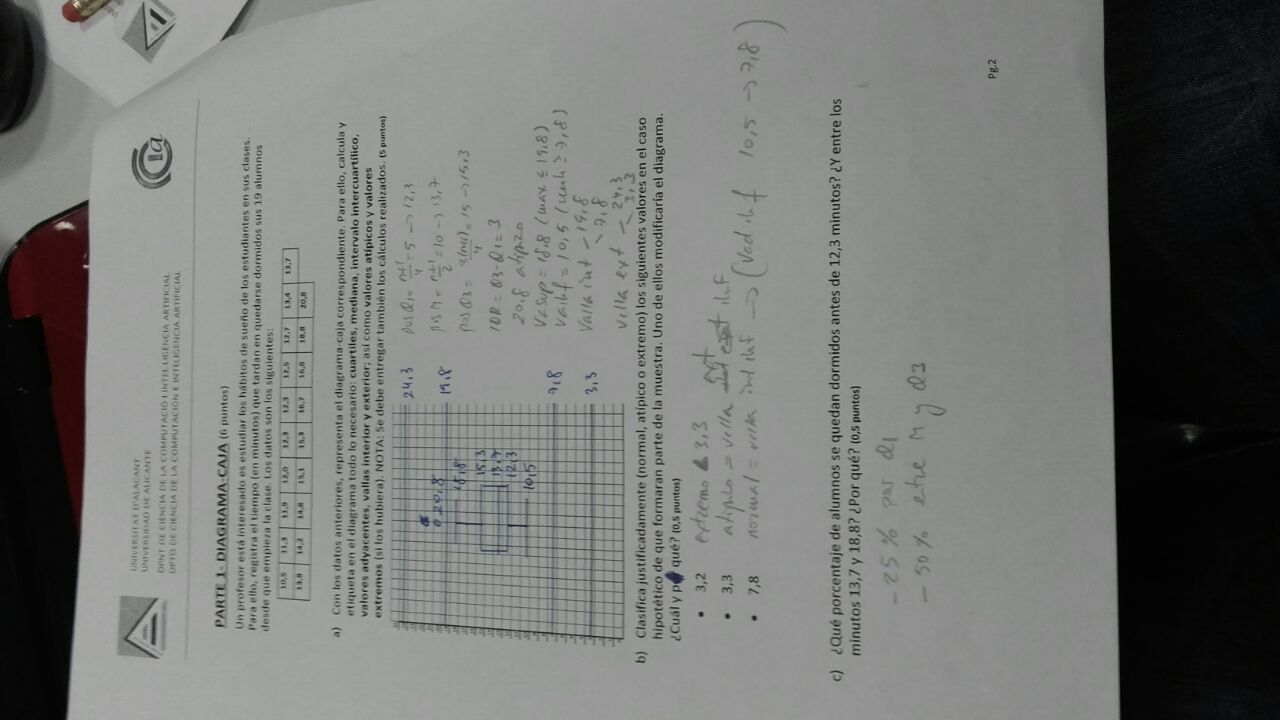 UNIVERSITAT D'ALACANT
UNIVERSIDAD DE ALICANTE
DPNT DE CIÈNCIA DE LA COMPUTACIÓ I INTEL·LIGÈNCIA ARTIFICIAL
DPTO DE CIENCIA DE LA COMPUTACIÓN E INTELIGENCIA ARTIFICIAL
PARTE 1- DIAGRAMA-CAJA (6 puntos)
Un profesor está interesado es estudiar los hábitos de sueño de los estudiantes en sus clases.
Para ello, registra el tiempo (en minutos) que tardan en quedarse dormidos sus 19 alumnos
desde que empieza la clase. Los datos son los siguientes:
10,5 11,3 11,9 12,0 12,3 12,3 12,5 12,7 13,4 13,7
13,8 14,2 14,8 15,1 15,3 16,7 16,8 18,8 20,8
a) Con los datos anteriores, representa el diagrama-caja correspondiente. Para ello, calcula y
etiqueta en el diagrama todo lo necesario: cuartiles, mediana, intervalo intercuartílico,
valores adyacentes, vallas interior y exterior; así como valores atípicos y valores
extremos (si los hubiera). NOTA: Se debe entregar también los cálculos realizados. (5 puntos)
24,3
19,8
20,8
18,8
15,3
13,7
12,3
10,5
7,8
3,3
pos Q1 = n+1/4 = 5 → 12,3
pos M = n+1/2 = 10 → 13,7
pos Q3 = 3(n+1)/4 = 15 → 15,3
IQR = Q3-Q1 = 3
20,8 atípico
Va sup = 18,8 (max ≤ 19,8)
Va inf = 10,5 (≥ 7,8)
Valla int - 19,8
\ 7,8
valla ext - 24,3
\ 3,3
b) Clasifica justificadamente (normal, atípico o extremo) los siguientes valores en el caso
hipotético de que formaran parte de la muestra. Uno de ellos modificaría el diagrama.
¿Cuál y por qué? (0,5 puntos)
• 3,2 extremo < 3,3
• 3,3 atípico = valla ext inf
• 7,8 normal = valla int inf → (Vad inf 10,5 → 7,8)
c) ¿Qué porcentaje de alumnos se quedan dormidos antes de 12,3 minutos? ¿Y entre los
minutos 13,7 y 18,8? ¿Por qué? (0,5 puntos)
- 25% por Q1
- 50% etre M y Q3
Pg.2